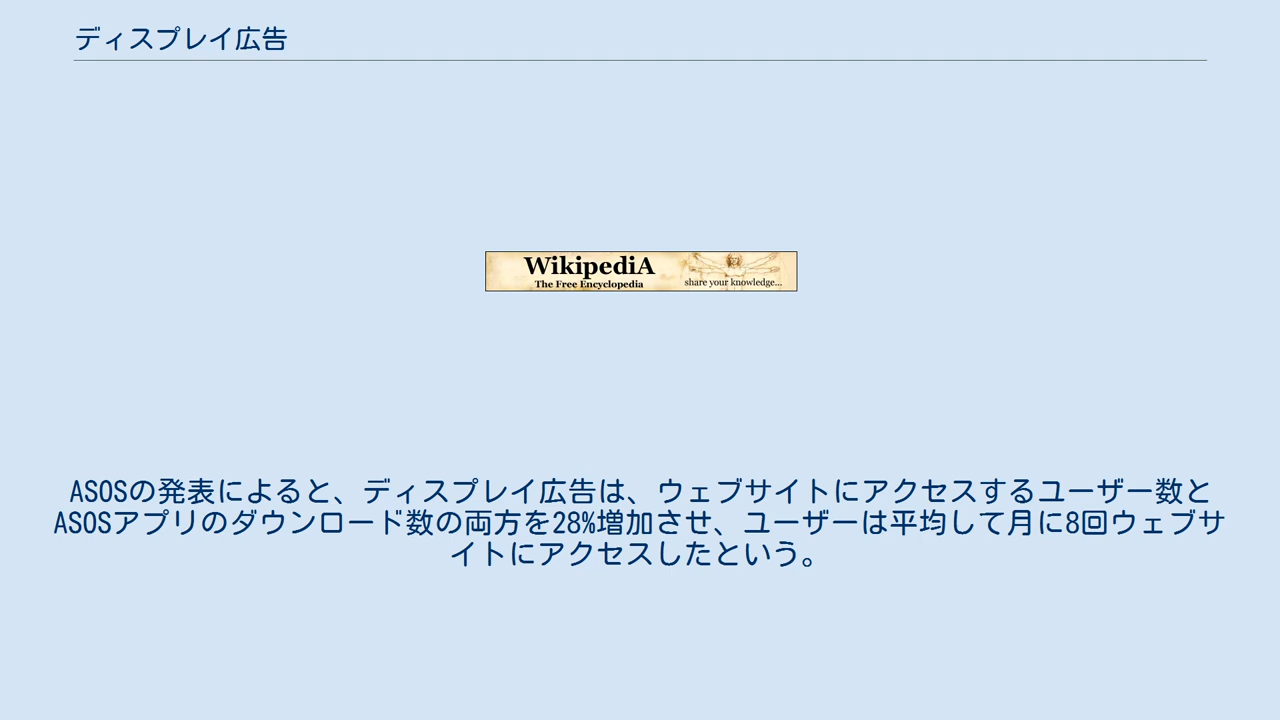 ディスプレイ広告
WikipediA
The Free Encyclopedia
share your knowledge...
ASOSの発表によると、ディスプレイ広告は、ウェブサイトにアクセスするユーザー数と
ASOSアプリのダウンロード数の両方を28%増加させ、ユーザーは平均して月に8回ウェブサ
イトにアクセスしたという。